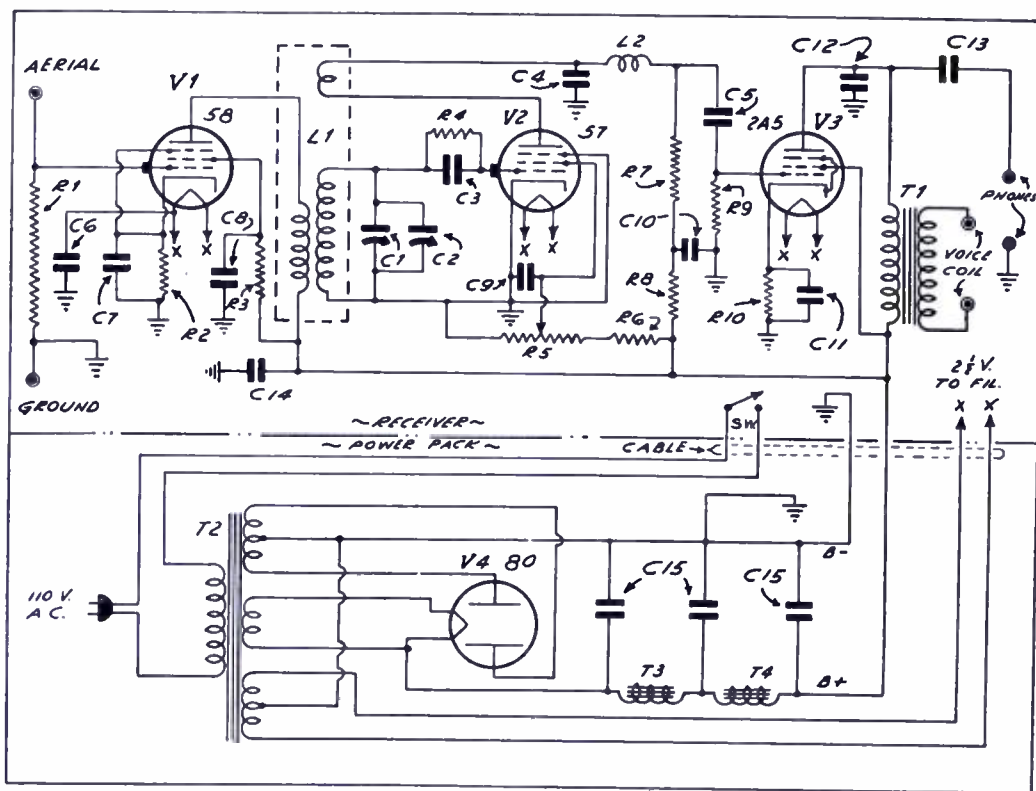 AERIAL
V1
58
R1
C6
C7
R2
C8
R3
GROUND
C14
L1
R4
C3
C1
C2
V2
57
C4
L2
C9
R5
R6
R7
R8
C10
C5
R9
2A5
V3
R10
C11
C12
C13
T1
PHONES
VOICE
COIL
2½ V.
TO FIL.
X X
X X
X X
X X
SW
~ RECEIVER ~
~ POWER PACK ~
CABLE
T2
110 V.
A.C.
V4 80
C15
C15
B-
T3
T4
B+